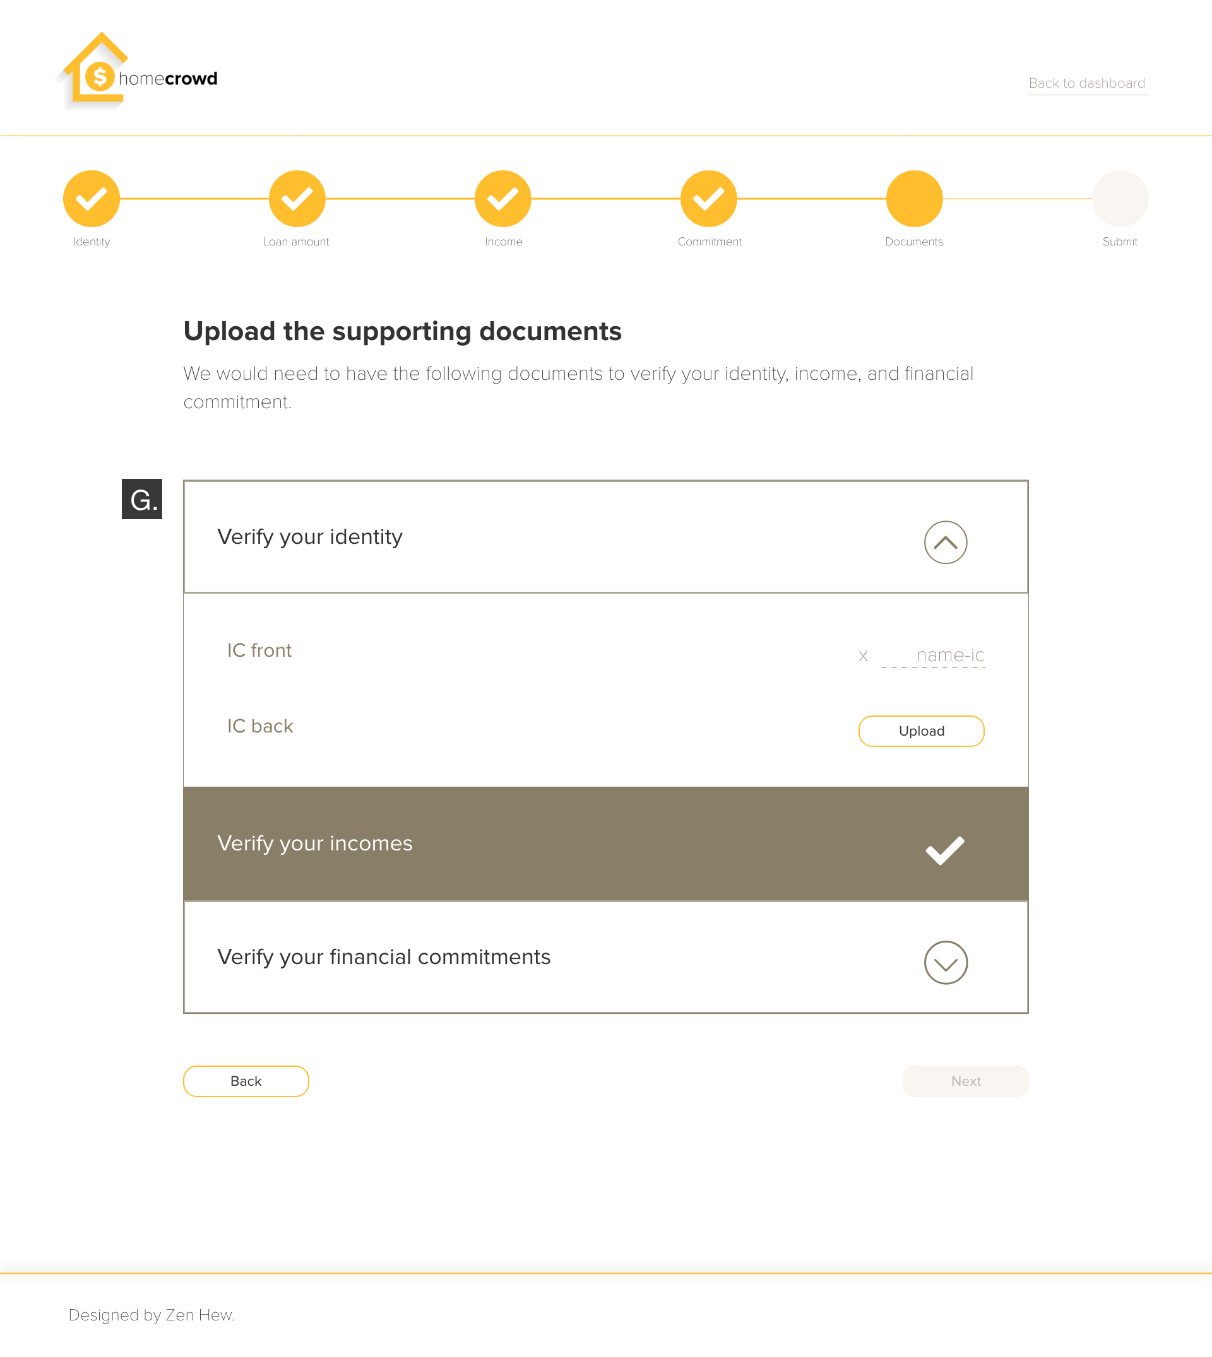 $ homecrowd
Back to dashboard
Identity
Loan amount
Income
Commitment
Documents
Submit
Upload the supporting documents
We would need to have the following documents to verify your identity, income, and financial
commitment.
G.
Verify your identity
IC front
x name-ic
IC back
Upload
Verify your incomes
Verify your financial commitments
Back
Next
Designed by Zen Hew.